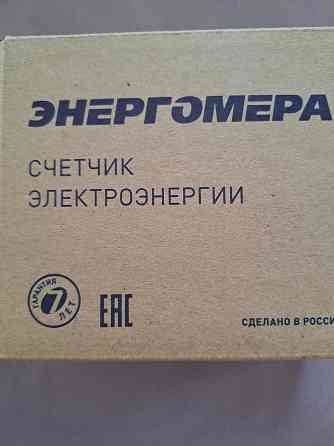 ЭНЕРГОМЕРА
СЧЕТЧИК
ЭЛЕКТРОЭНЕРГИИ
ГАРАНТИЯ
7
ЛЕТ
ЕАС
СДЕЛАНО В РОССИ